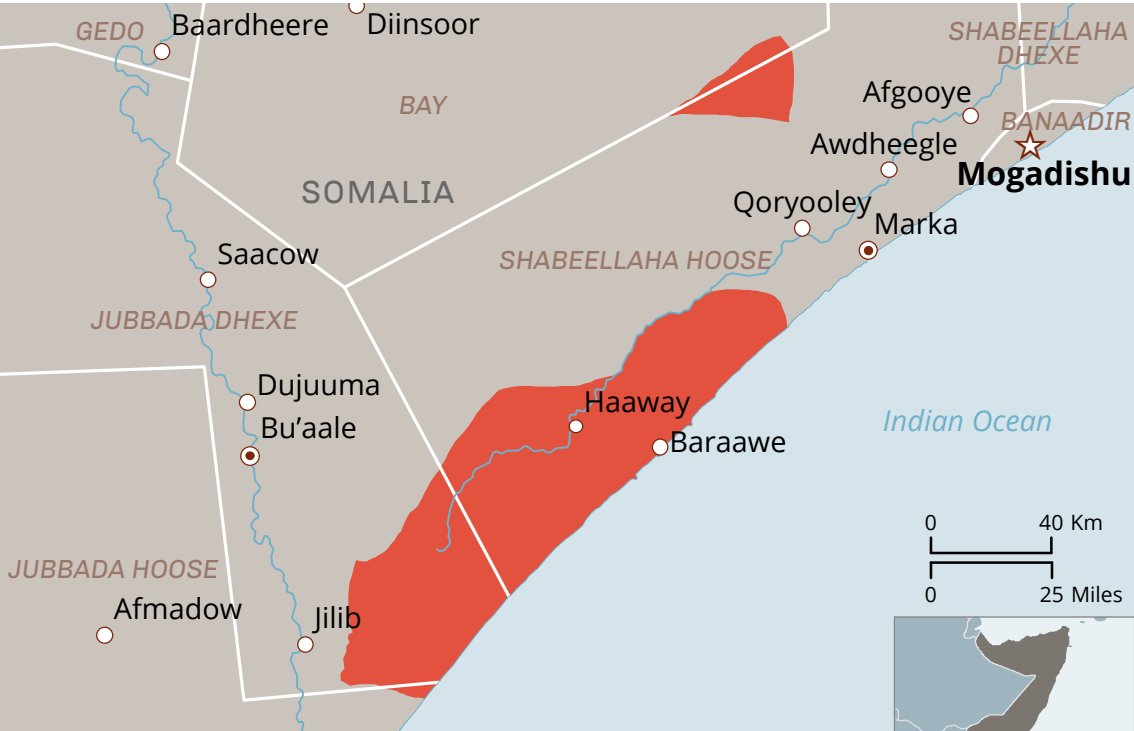 GEDO
Baardheere
Diinsoor
SHABEELLAHA
DHEXE
BAY
Afgooye
BANAADIR
Awdheegle
Mogadishu
SOMALIA
Qoryooley
Marka
Saacow
SHABEELLAHA HOOSE
JUBBADA DHEXE
Dujuuma
Haaway
Bu’aale
Indian Ocean
Baraawe
0 40 Km
0 25 Miles
JUBBADA HOOSE
Afmadow
Jilib